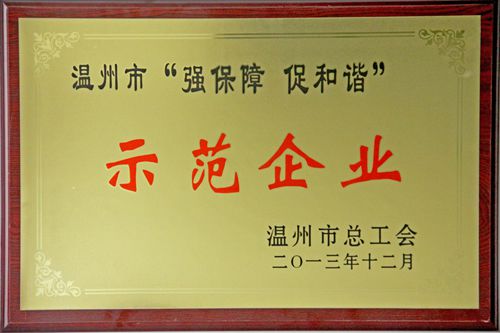 温州市“强保障 促和谐”
示范企业
温州市总工会
二〇一三年十二月